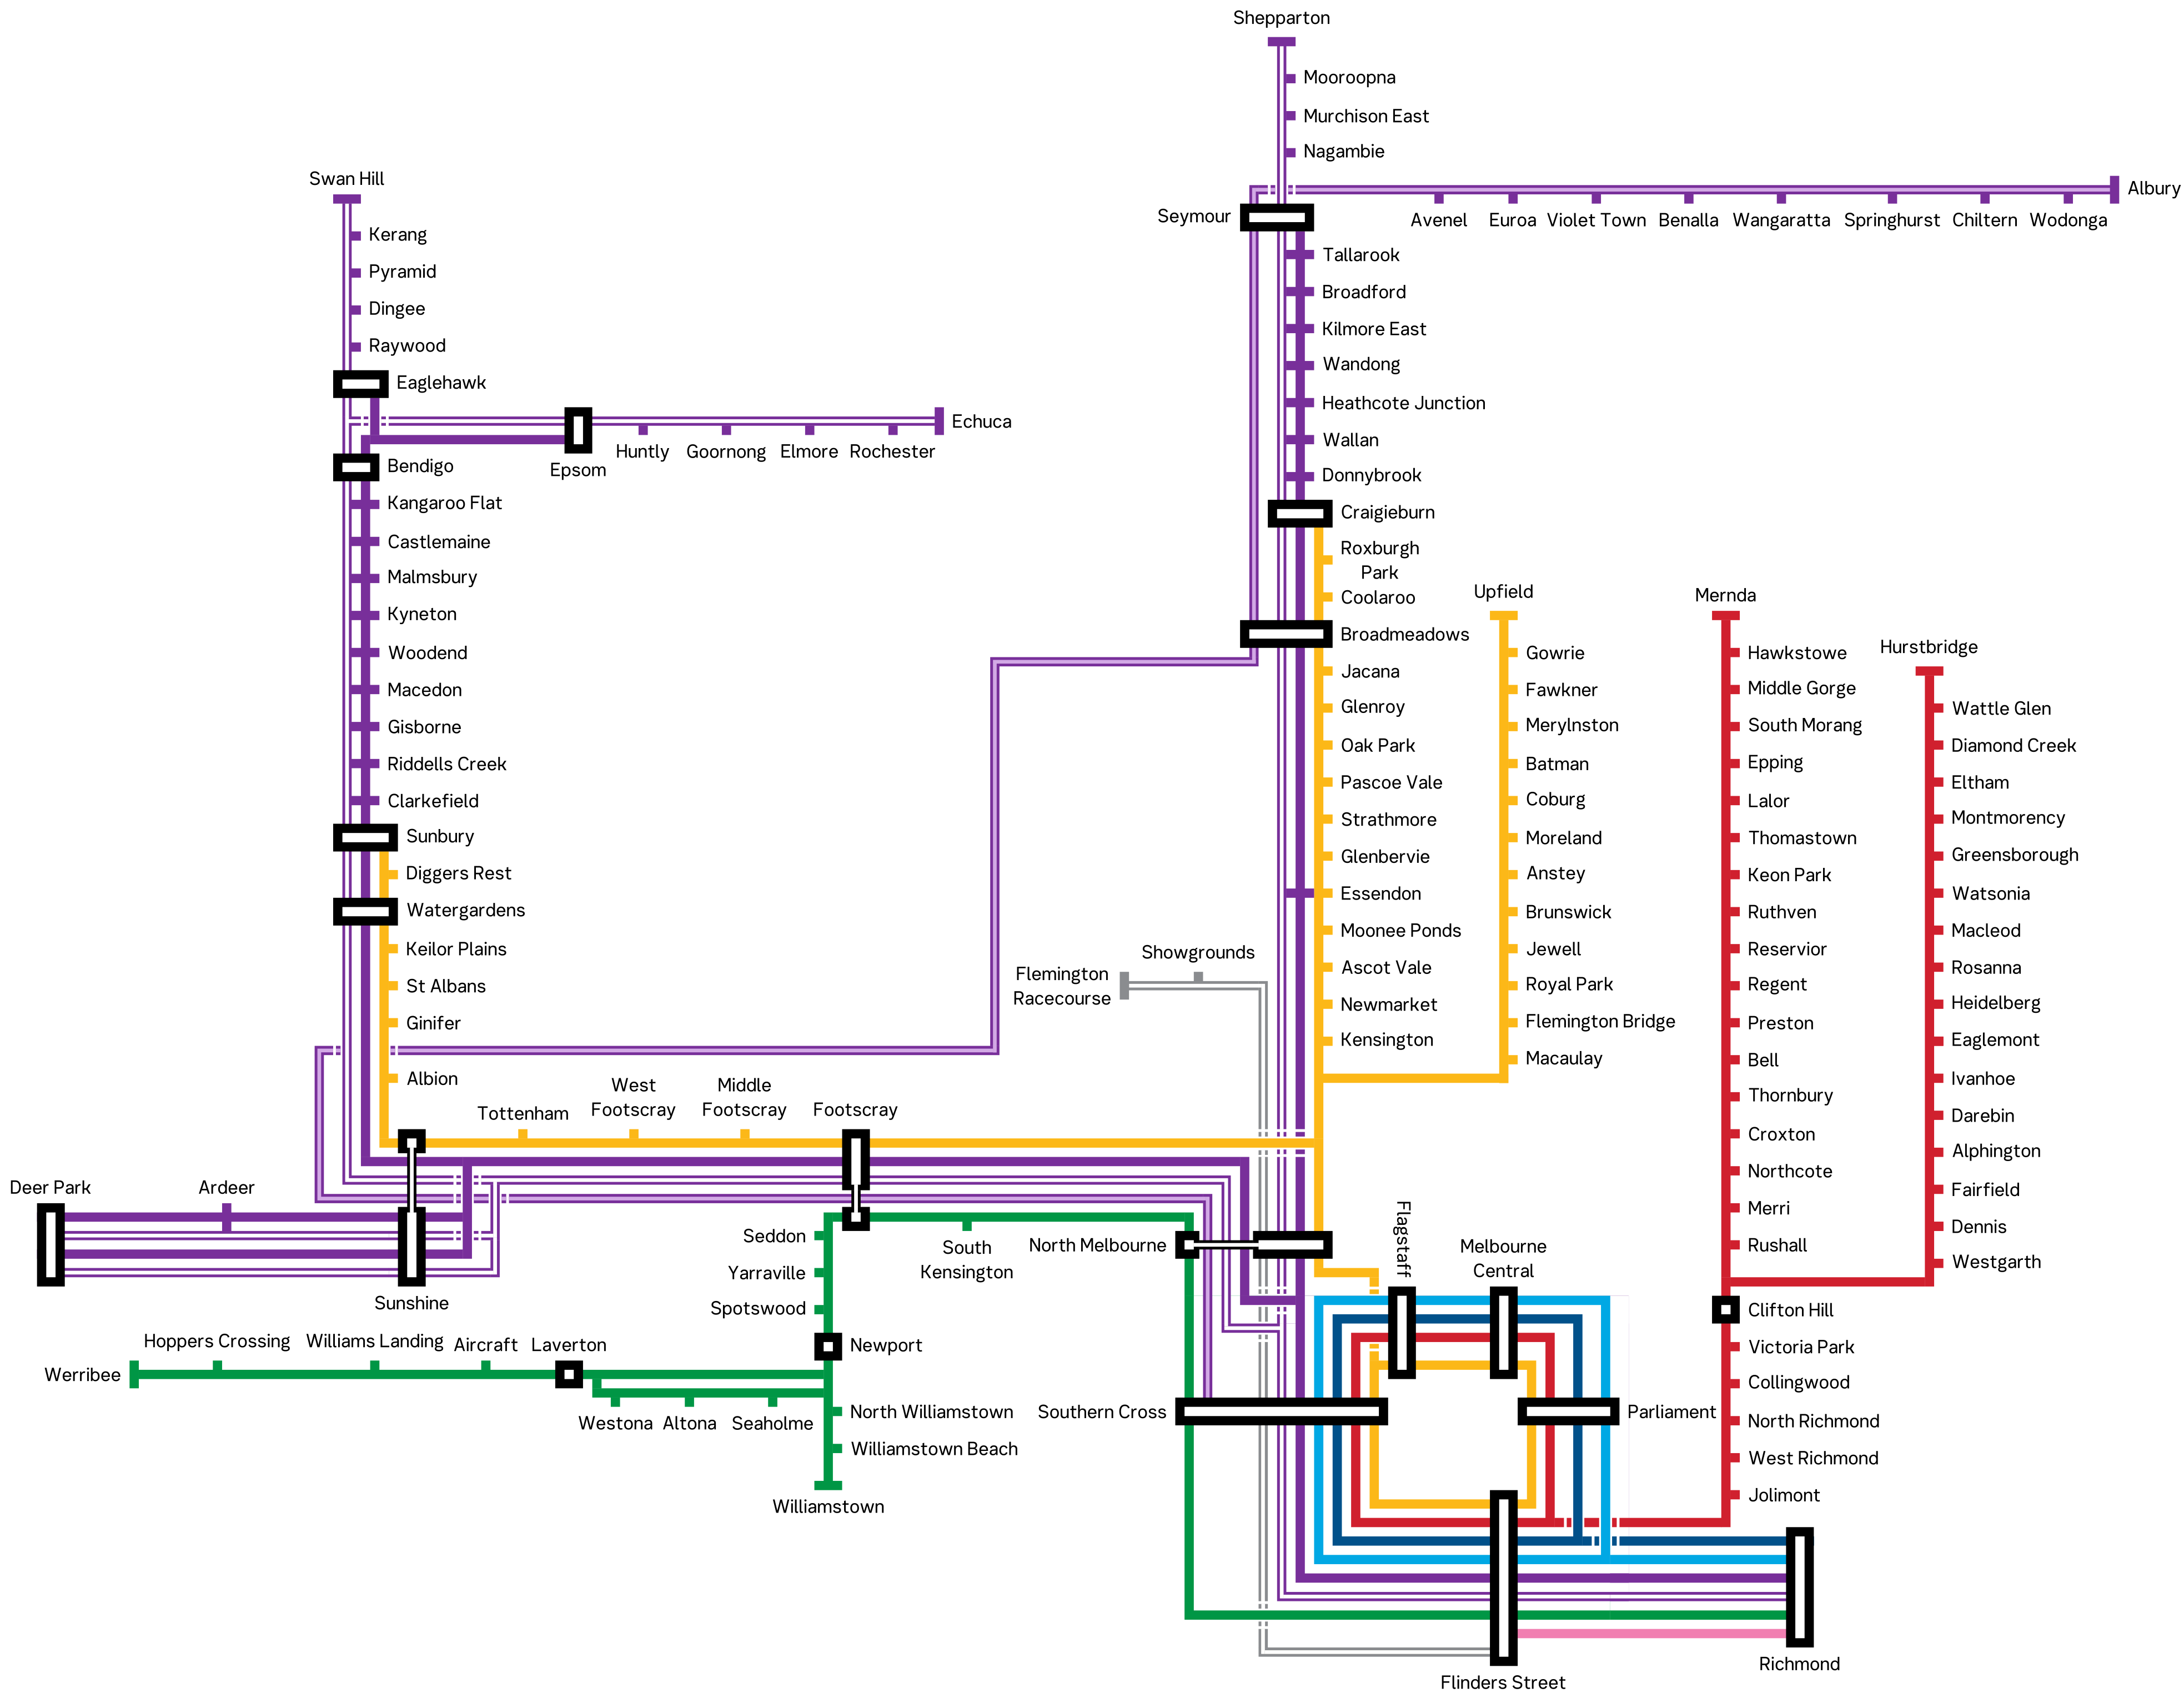 Shepparton
Mooroopna
Murchison East
Nagambie
Seymour
Albury
Avenel
Euroa
Violet Town
Benalla
Wangaratta
Springhurst
Chiltern
Wodonga
Tallarook
Broadford
Kilmore East
Wandong
Heathcote Junction
Wallan
Donnybrook
Craigieburn
Roxburgh
Park
Coolaroo
Broadmeadows
Jacana
Glenroy
Oak Park
Pascoe Vale
Strathmore
Glenbervie
Essendon
Moonee Ponds
Ascot Vale
Newmarket
Kensington
Swan Hill
Kerang
Pyramid
Dingee
Raywood
Eaglehawk
Echuca
Huntly
Goornong
Elmore
Rochester
Epsom
Bendigo
Kangaroo Flat
Castlemaine
Malmsbury
Kyneton
Woodend
Macedon
Gisborne
Riddells Creek
Clarkefield
Sunbury
Diggers Rest
Watergardens
Keilor Plains
St Albans
Ginifer
Albion
Tottenham
West
Footscray
Middle
Footscray
Footscray
Upfield
Gowrie
Fawkner
Merylnston
Batman
Coburg
Moreland
Anstey
Brunswick
Jewell
Royal Park
Flemington Bridge
Macaulay
Mernda
Hawkstowe
Middle Gorge
South Morang
Epping
Lalor
Thomastown
Keon Park
Ruthven
Reservior
Regent
Preston
Bell
Thornbury
Croxton
Northcote
Merri
Rushall
Hurstbridge
Wattle Glen
Diamond Creek
Eltham
Montmorency
Greensborough
Watsonia
Macleod
Rosanna
Heidelberg
Eaglemont
Ivanhoe
Darebin
Alphington
Fairfield
Dennis
Westgarth
Clifton Hill
Victoria Park
Collingwood
North Richmond
West Richmond
Jolimont
Showgrounds
Flemington
Racecourse
Deer Park
Ardeer
Sunshine
Seddon
Yarraville
Spotswood
South
Kensington
North Melbourne
Flagstaff
Melbourne
Central
Hoppers Crossing
Williams Landing
Aircraft
Laverton
Newport
Werribee
Westona
Altona
Seaholme
North Williamstown
Williamstown Beach
Williamstown
Southern Cross
Parliament
Richmond
Flinders Street